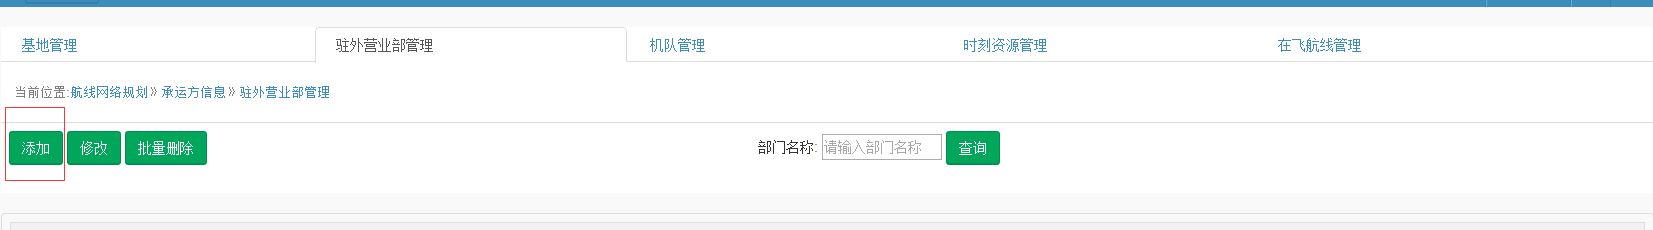 基地管理 驻外营业部管理 机队管理 时刻资源管理 在飞航线管理
当前位置:航线网络规划» 承运方信息» 驻外营业部管理
添加 修改 批量删除 部门名称: 请输入部门名称 查询